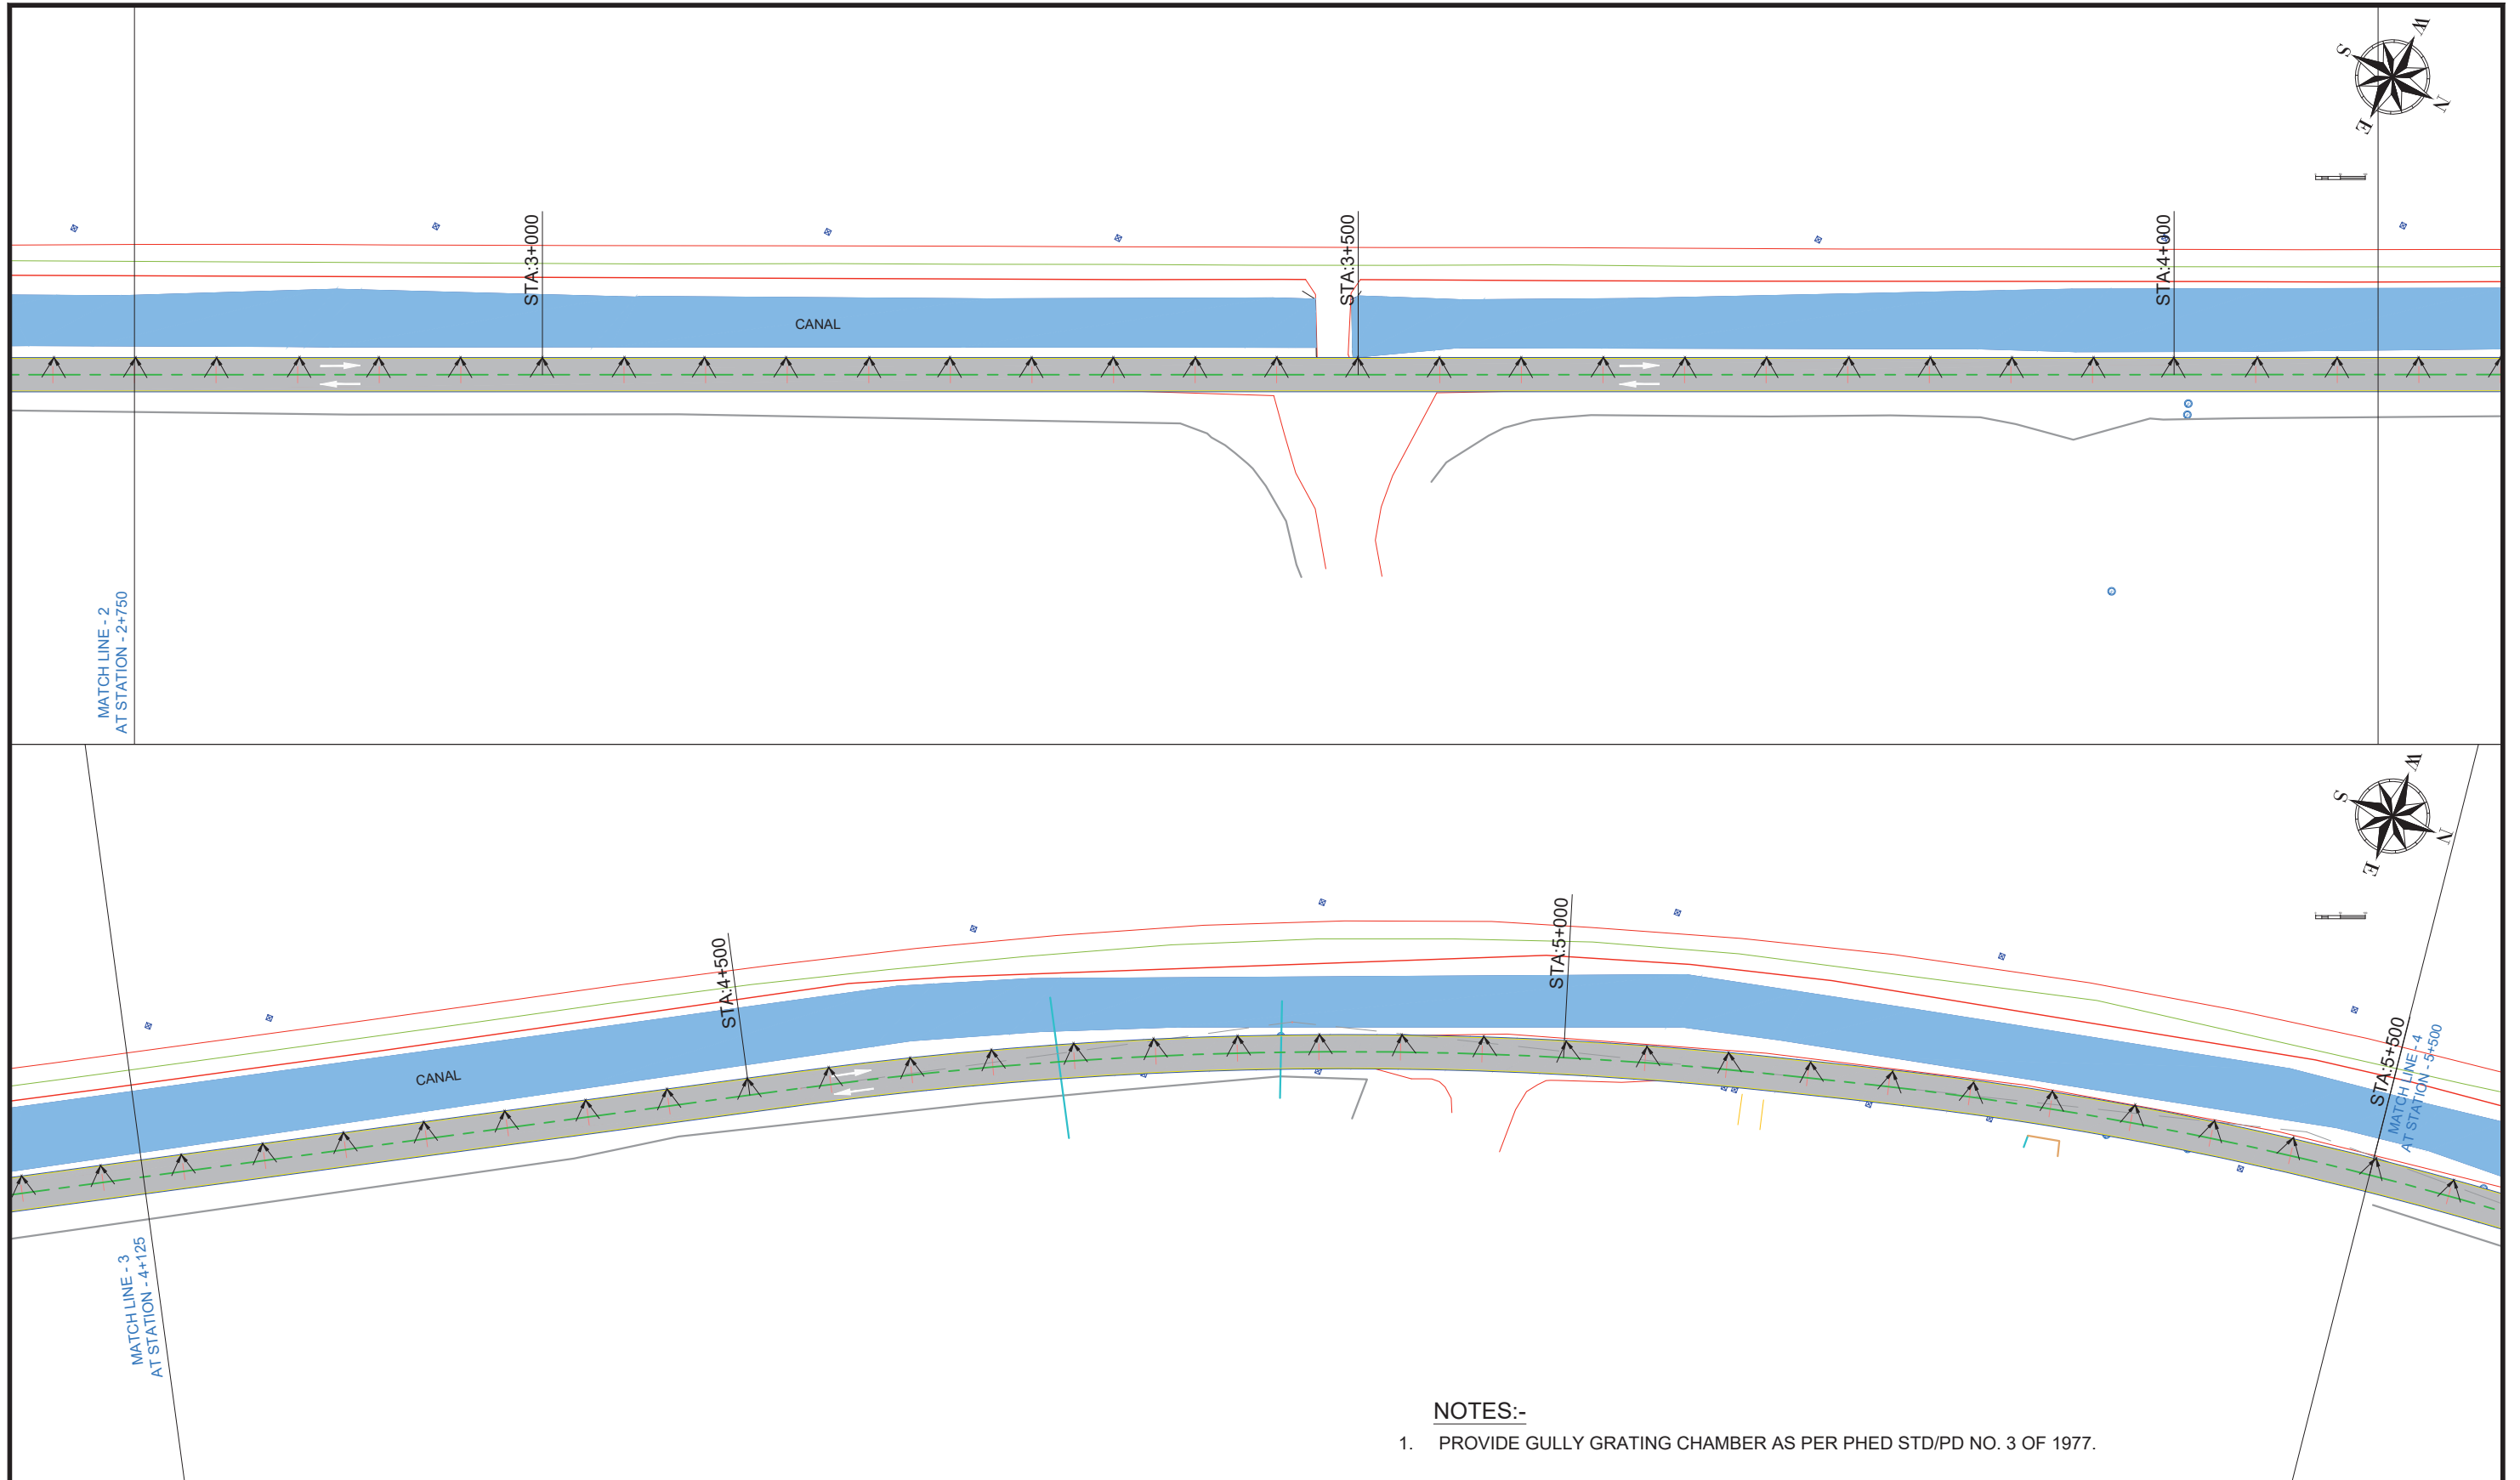 W
S
N
E
STA:3+000
STA:3+500
STA:4+000
CANAL
MATCH LINE - 2
AT STATION - 2+750
W
S
N
E
STA:4+500
STA:5+000
STA:5+500
MATCH LINE - 4
AT STATION - 5+500
CANAL
MATCH LINE - 3
AT STATION - 4+125
NOTES:-
1. PROVIDE GULLY GRATING CHAMBER AS PER PHED STD/PD NO. 3 OF 1977.